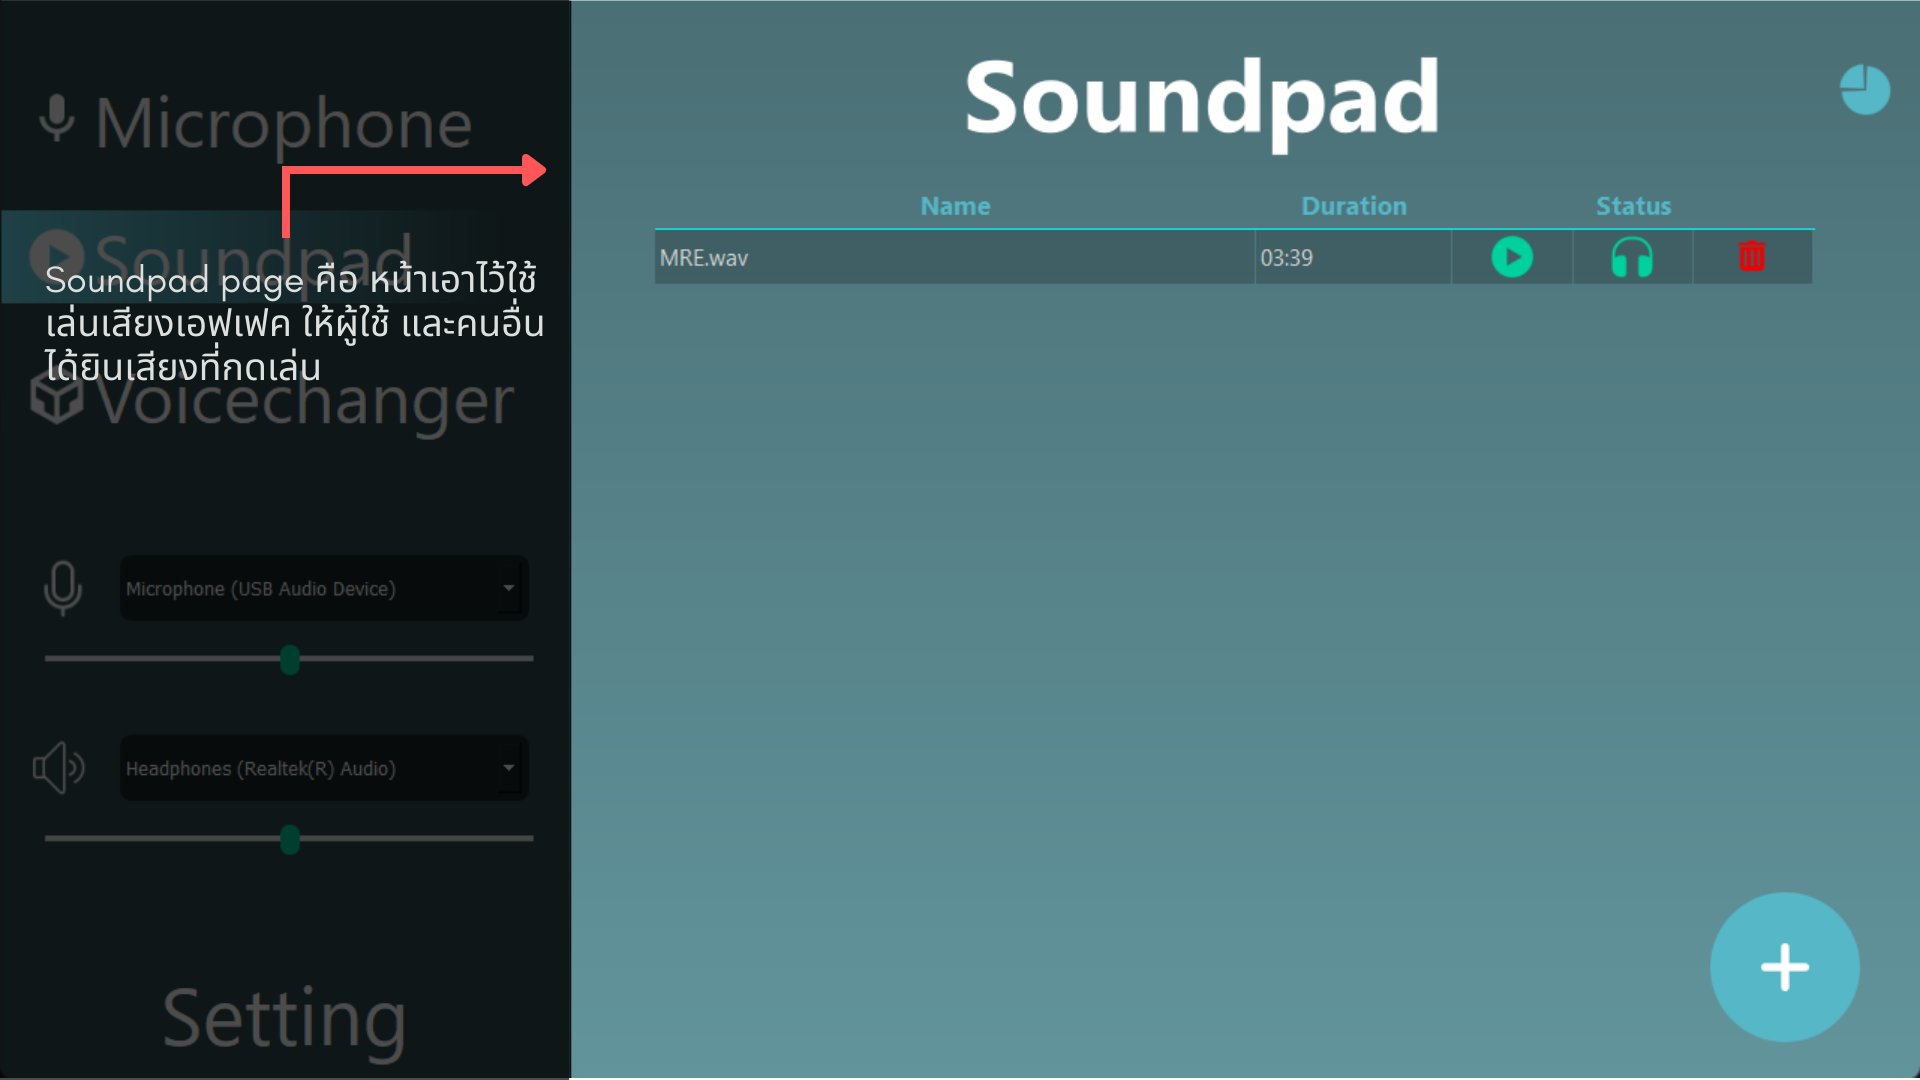 Microphone
Soundpad
Soundpad page คือ หน้าเอาไว้ใช้
เล่นเสียงเอฟเฟค ให้ผู้ใช้ และคนอื่น
ได้ยินเสียงที่กดเล่น
Voicechanger
Microphone (USB Audio Device)
Headphones (Realtek(R) Audio)
Setting
Soundpad
Name Duration Status
MRE.wav 03:39